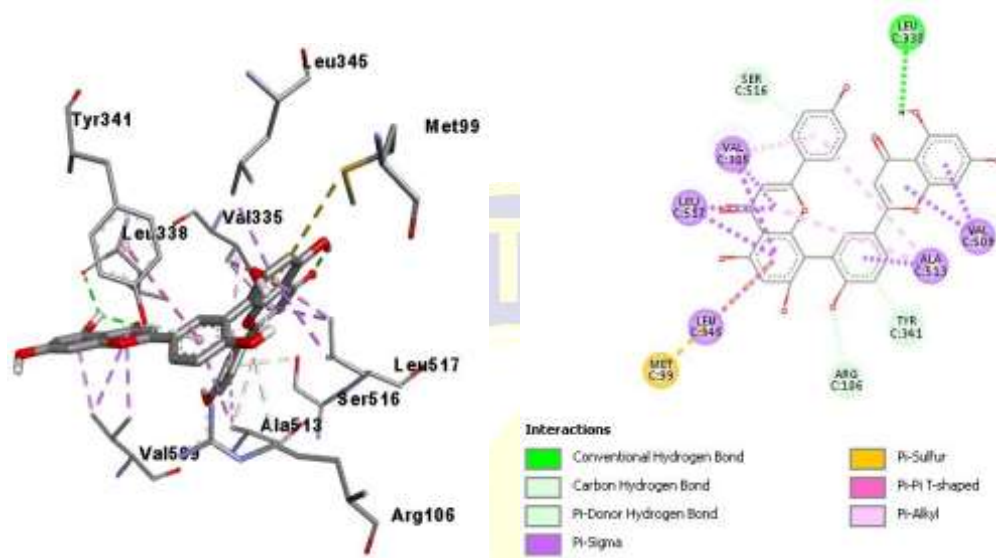 Leu345
Tyr341
Met99
Val335
Leu338
Leu517
Ser516
Ala513
Val509
Arg106
LEU
C:338
SER
C:516
VAL
C:335
LEU
C:517
VAL
C:509
ALA
C:513
LEU
C:345
TYR
C:341
MET
C:99
ARG
C:106
Interactions
Conventional Hydrogen Bond
Carbon Hydrogen Bond
Pi-Donor Hydrogen Bond
Pi-Sigma
Pi-Sulfur
Pi-Pi T-shaped
Pi-Alkyl